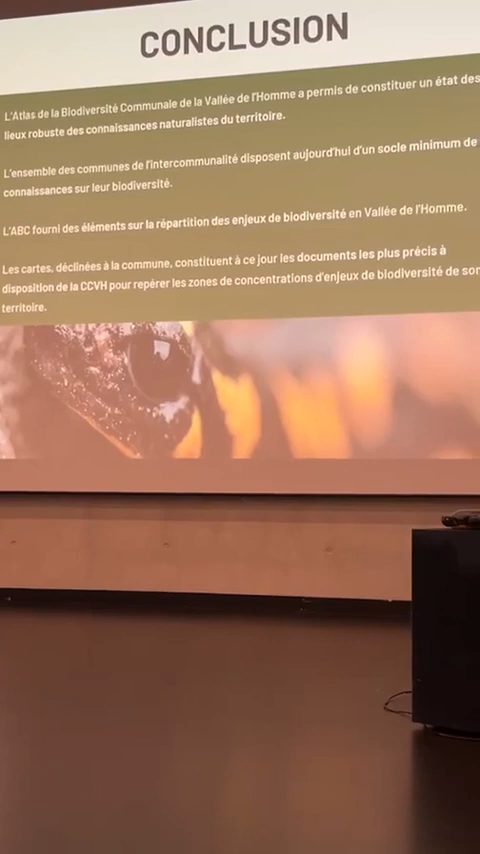 CONCLUSION
L'Atlas de la Biodiversité Communale de la Vallée de l'Homme a permis de constituer un état des
lieux robuste des connaissances naturalistes du territoire.
L'ensemble des communes de l'intercommunalité disposent aujourd'hui d'un socle minimum de
connaissances sur leur biodiversité.
L'ABC fourni des éléments sur la répartition des enjeux de biodiversité en Vallée de l'Homme.
Les cartes, déclinées à la commune, constituent à ce jour les documents les plus précis à
disposition de la CCVH pour repérer les zones de concentrations d'enjeux de biodiversité de son
territoire.